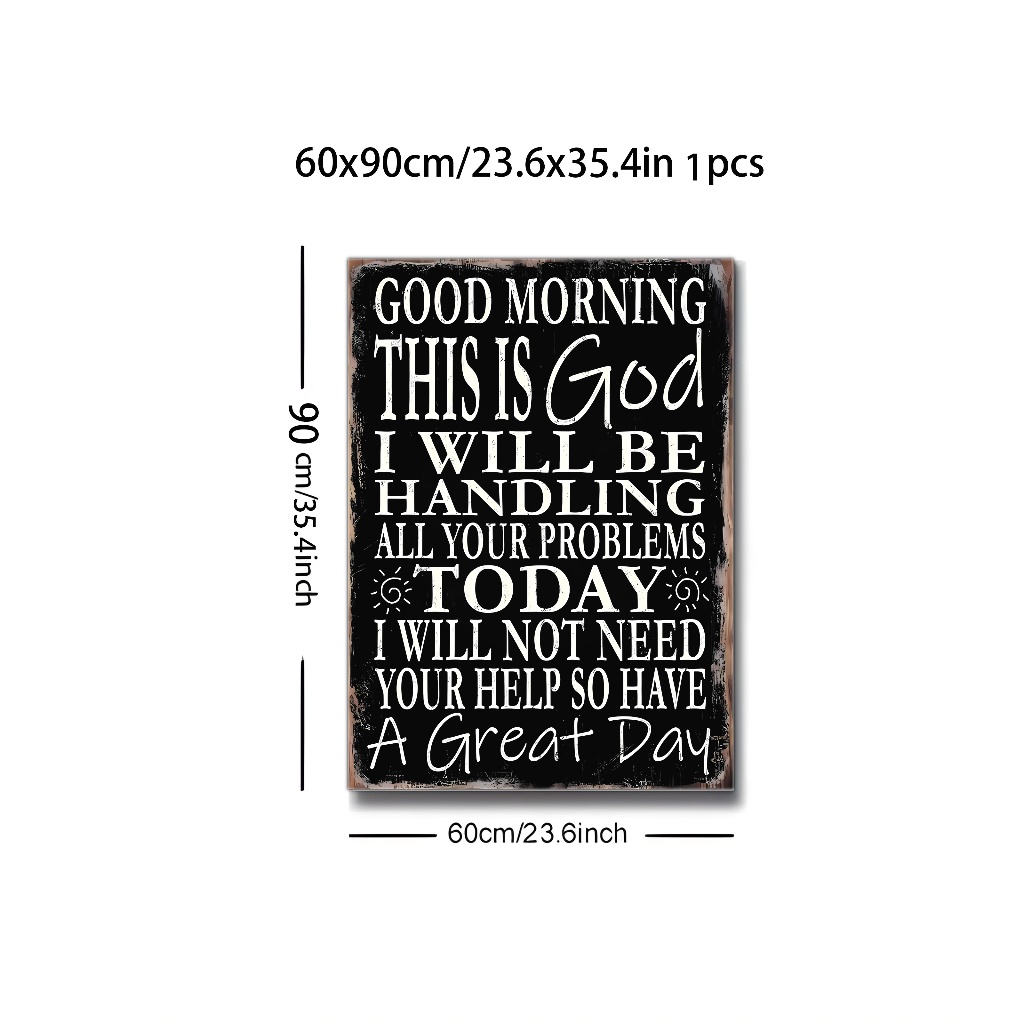 60x90cm/23.6x35.4in 1pcs
90 cm/35.4inch
GOOD MORNING
THIS IS God
I WILL BE
HANDLING
ALL YOUR PROBLEMS
TODAY
I WILL NOT NEED
YOUR HELP SO HAVE
A Great Day
60cm/23.6inch